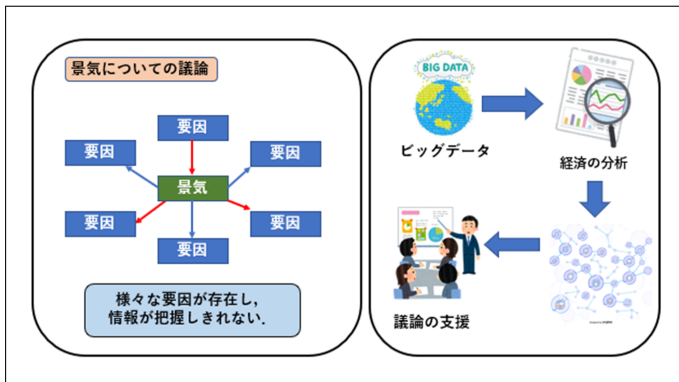 景気についての議論
要因
要因
要因
景気
要因
要因
要因
様々な要因が存在し,
情報が把握しきれない.
BIG DATA
ビッグデータ
経済の分析
議論の支援